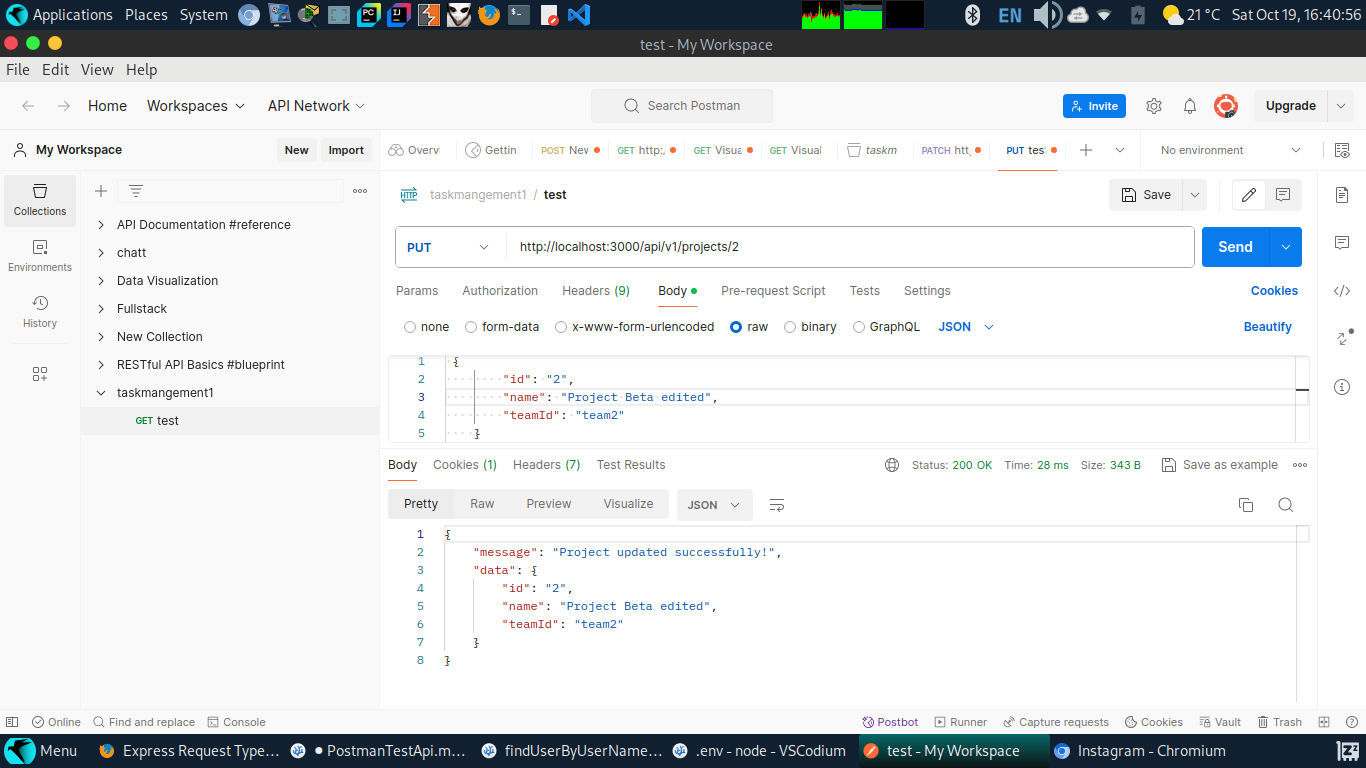 Applications Places System EN 21 °C Sat Oct 19, 16:40:56
test - My Workspace
File Edit View Help
Home Workspaces API Network Search Postman Invite Upgrade
My Workspace New Import Overvi Gettin POST Nev GET http:, GET Visua GET Visual taskm PATCH htt, PUT tes No environment
Collections
Environments
History
API Documentation #reference
chatt
Data Visualization
Fullstack
New Collection
RESTful API Basics #blueprint
taskmangement1
GET test
HTTP taskmangement1 / test Save
PUT http://localhost:3000/api/v1/projects/2 Send
Params Authorization Headers (9) Body Pre-request Script Tests Settings Cookies
none form-data x-www-form-urlencoded raw binary GraphQL JSON Beautify
1 {
2 "id": "2",
3 "name": "Project Beta edited",
4 "teamId": "team2"
5 }
Body Cookies (1) Headers (7) Test Results Status: 200 OK Time: 28 ms Size: 343 B Save as example
Pretty Raw Preview Visualize JSON
1 {
2 "message": "Project updated successfully!",
3 "data": {
4 "id": "2",
5 "name": "Project Beta edited",
6 "teamId": "team2"
7 }
8 }
Online Find and replace Console Postbot Runner Capture requests Cookies Vault Trash
Menu Express Request Type... PostmanTestApi.m... findUserByUserName... .env - node - VSCodium test - My Workspace Instagram - Chromium